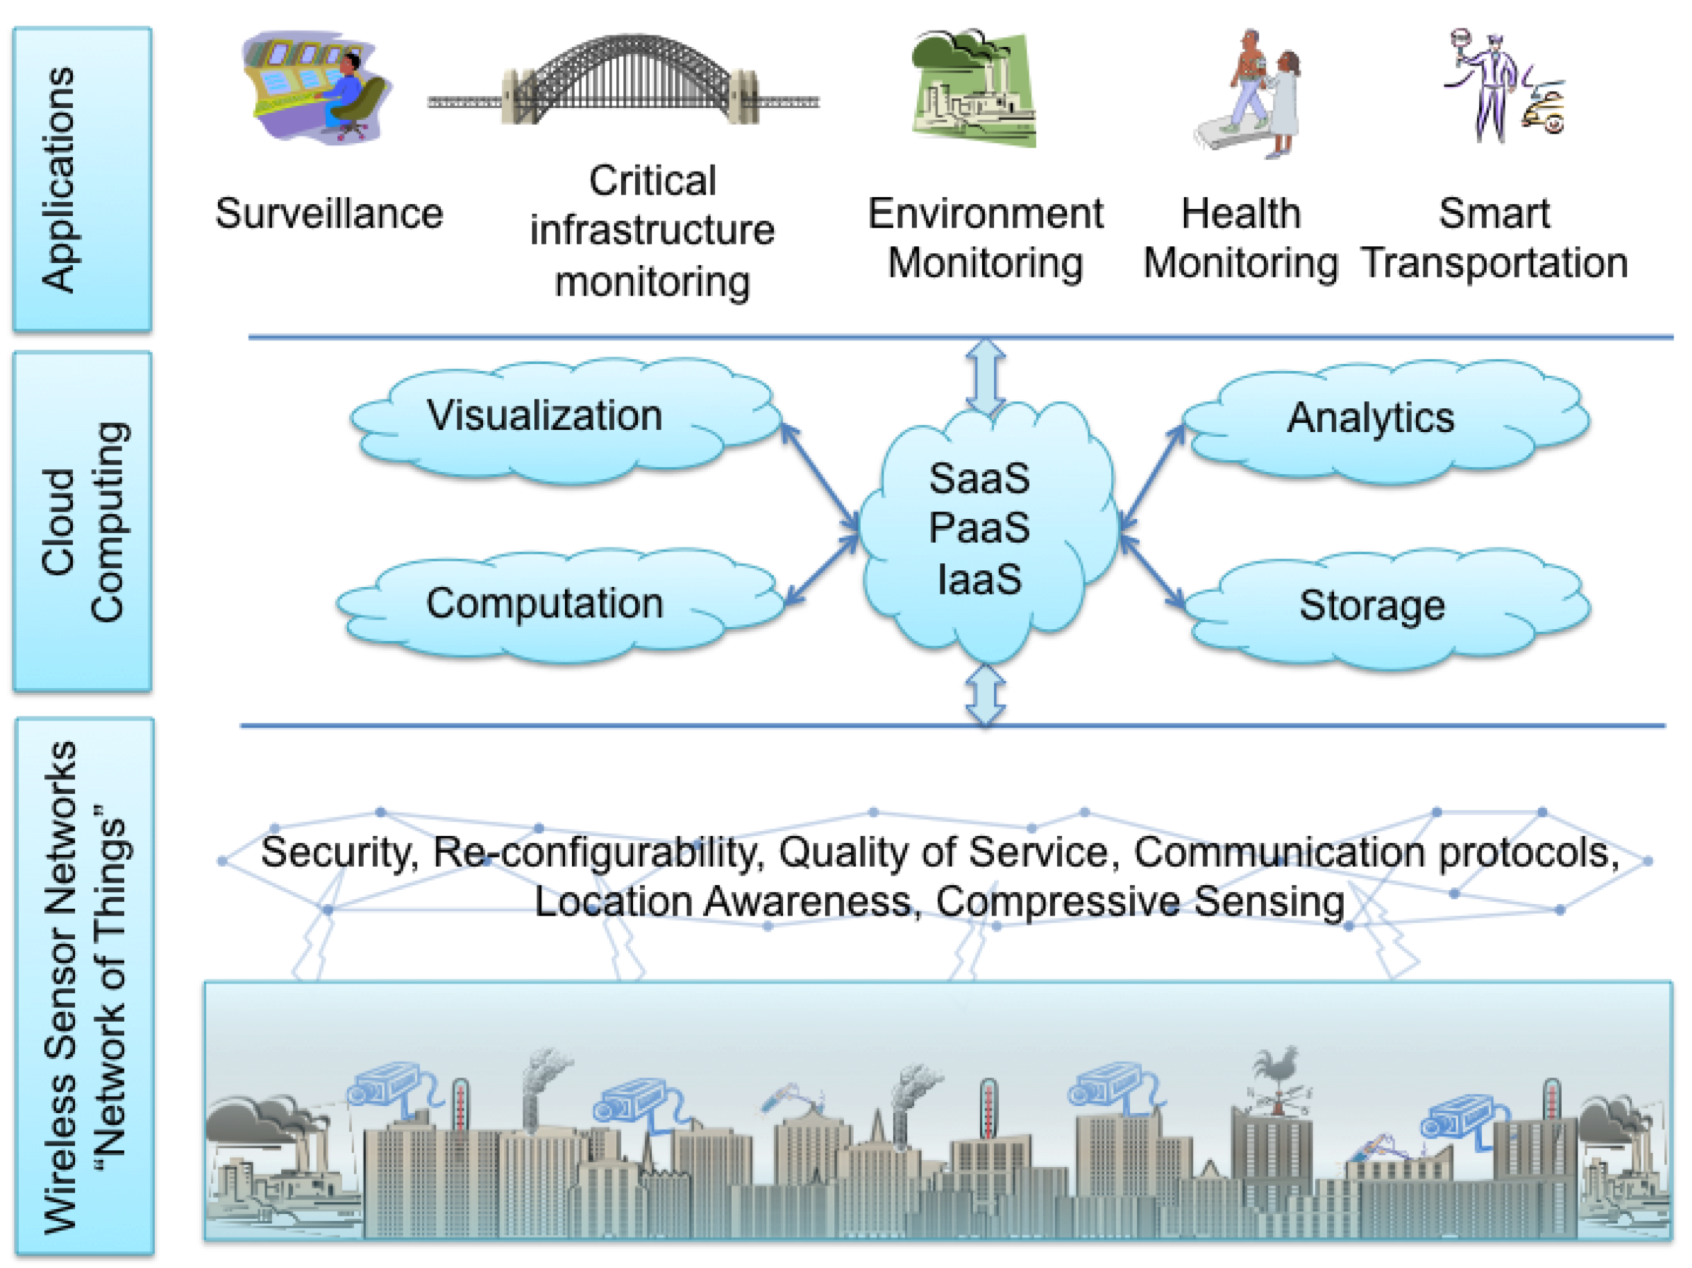 Applications
Surveillance
Critical
infrastructure
monitoring
Environment
Monitoring
Health
Monitoring
Smart
Transportation
Cloud
Computing
Visualization
Computation
SaaS
PaaS
IaaS
Analytics
Storage
Wireless Sensor Networks
“Network of Things”
Security, Re-configurability, Quality of Service, Communication protocols,
Location Awareness, Compressive Sensing